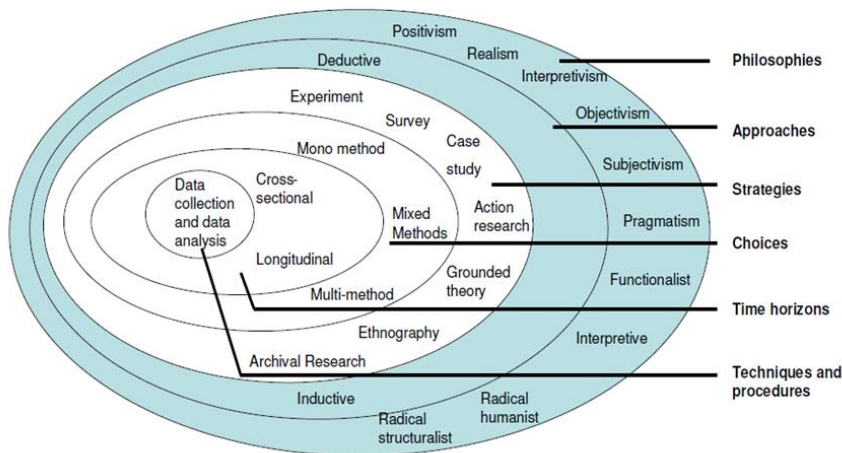 Positivism
Realism
Interpretivism
Philosophies
Deductive
Objectivism
Approaches
Experiment
Survey
Case
study
Subjectivism
Strategies
Mono method
Data
collection
and data
analysis
Cross-
sectional
Mixed
Methods
Action
research
Pragmatism
Choices
Longitudinal
Multi-method
Grounded
theory
Functionalist
Time horizons
Ethnography
Interpretive
Archival Research
Techniques and
procedures
Inductive
Radical
structuralist
Radical
humanist